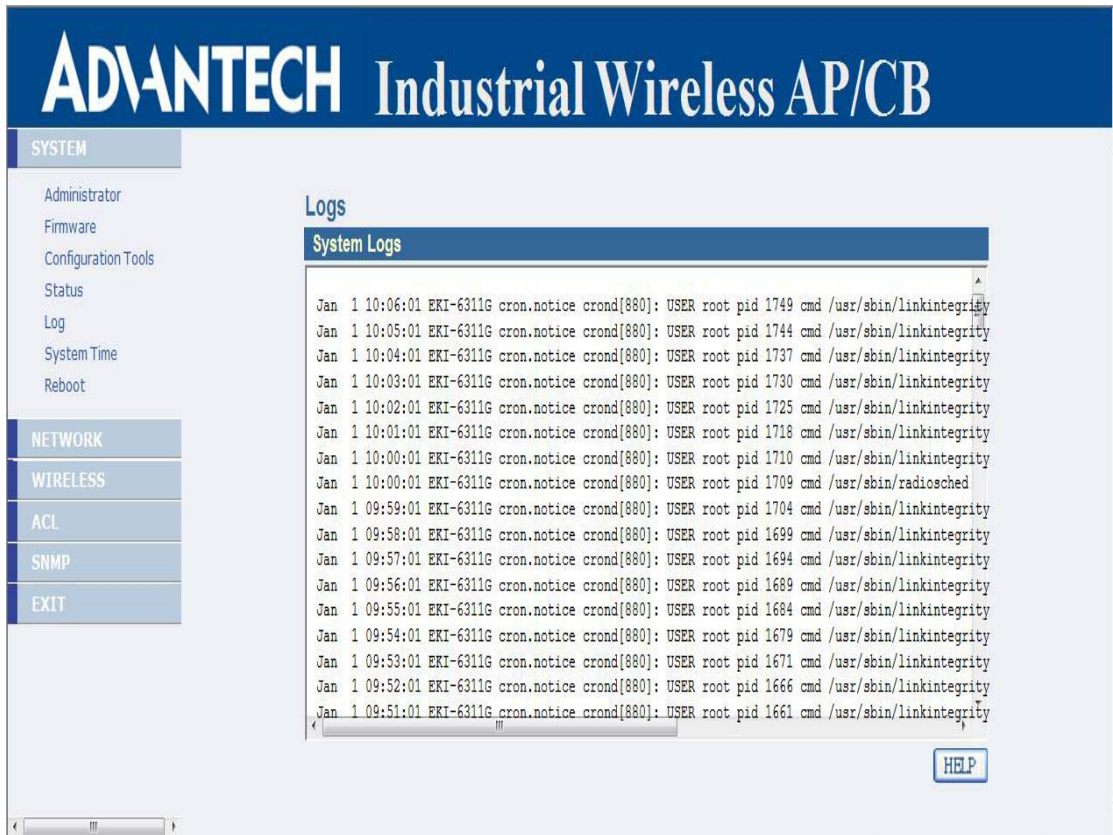 ADVANTECH Industrial Wireless AP/CB
SYSTEM
Administrator
Firmware
Configuration Tools
Status
Log
System Time
Reboot
NETWORK
WIRELESS
ACL
SNMP
EXIT
Logs
System Logs
Jan 1 10:06:01 EKI-6311G cron.notice crond[880]: USER root pid 1749 cmd /usr/sbin/linkintegrity
Jan 1 10:05:01 EKI-6311G cron.notice crond[880]: USER root pid 1744 cmd /usr/sbin/linkintegrity
Jan 1 10:04:01 EKI-6311G cron.notice crond[880]: USER root pid 1737 cmd /usr/sbin/linkintegrity
Jan 1 10:03:01 EKI-6311G cron.notice crond[880]: USER root pid 1730 cmd /usr/sbin/linkintegrity
Jan 1 10:02:01 EKI-6311G cron.notice crond[880]: USER root pid 1725 cmd /usr/sbin/linkintegrity
Jan 1 10:01:01 EKI-6311G cron.notice crond[880]: USER root pid 1718 cmd /usr/sbin/linkintegrity
Jan 1 10:00:01 EKI-6311G cron.notice crond[880]: USER root pid 1710 cmd /usr/sbin/linkintegrity
Jan 1 10:00:01 EKI-6311G cron.notice crond[880]: USER root pid 1709 cmd /usr/sbin/radiosched
Jan 1 09:59:01 EKI-6311G cron.notice crond[880]: USER root pid 1704 cmd /usr/sbin/linkintegrity
Jan 1 09:58:01 EKI-6311G cron.notice crond[880]: USER root pid 1699 cmd /usr/sbin/linkintegrity
Jan 1 09:57:01 EKI-6311G cron.notice crond[880]: USER root pid 1694 cmd /usr/sbin/linkintegrity
Jan 1 09:56:01 EKI-6311G cron.notice crond[880]: USER root pid 1689 cmd /usr/sbin/linkintegrity
Jan 1 09:55:01 EKI-6311G cron.notice crond[880]: USER root pid 1684 cmd /usr/sbin/linkintegrity
Jan 1 09:54:01 EKI-6311G cron.notice crond[880]: USER root pid 1679 cmd /usr/sbin/linkintegrity
Jan 1 09:53:01 EKI-6311G cron.notice crond[880]: USER root pid 1671 cmd /usr/sbin/linkintegrity
Jan 1 09:52:01 EKI-6311G cron.notice crond[880]: USER root pid 1666 cmd /usr/sbin/linkintegrity
Jan 1 09:51:01 EKI-6311G cron.notice crond[880]: USER root pid 1661 cmd /usr/sbin/linkintegrity
HELP